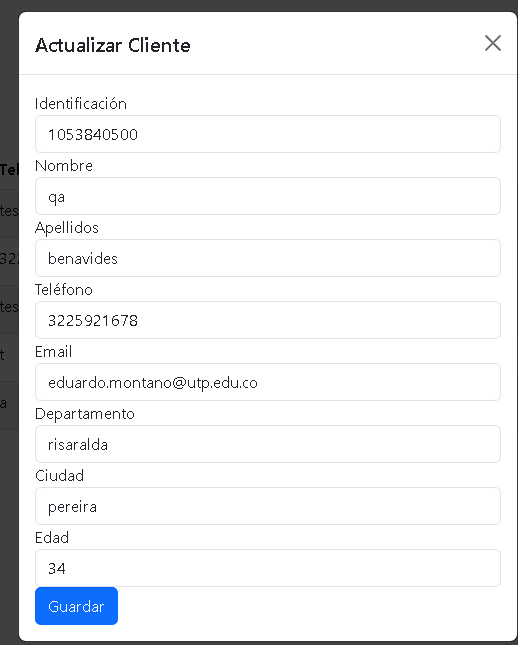 Actualizar Cliente
Identificación
1053840500
Nombre
qa
Apellidos
benavides
Teléfono
3225921678
Email
eduardo.montano@utp.edu.co
Departamento
risaralda
Ciudad
pereira
Edad
34
Guardar
Tel
tes
32
tes
t
a